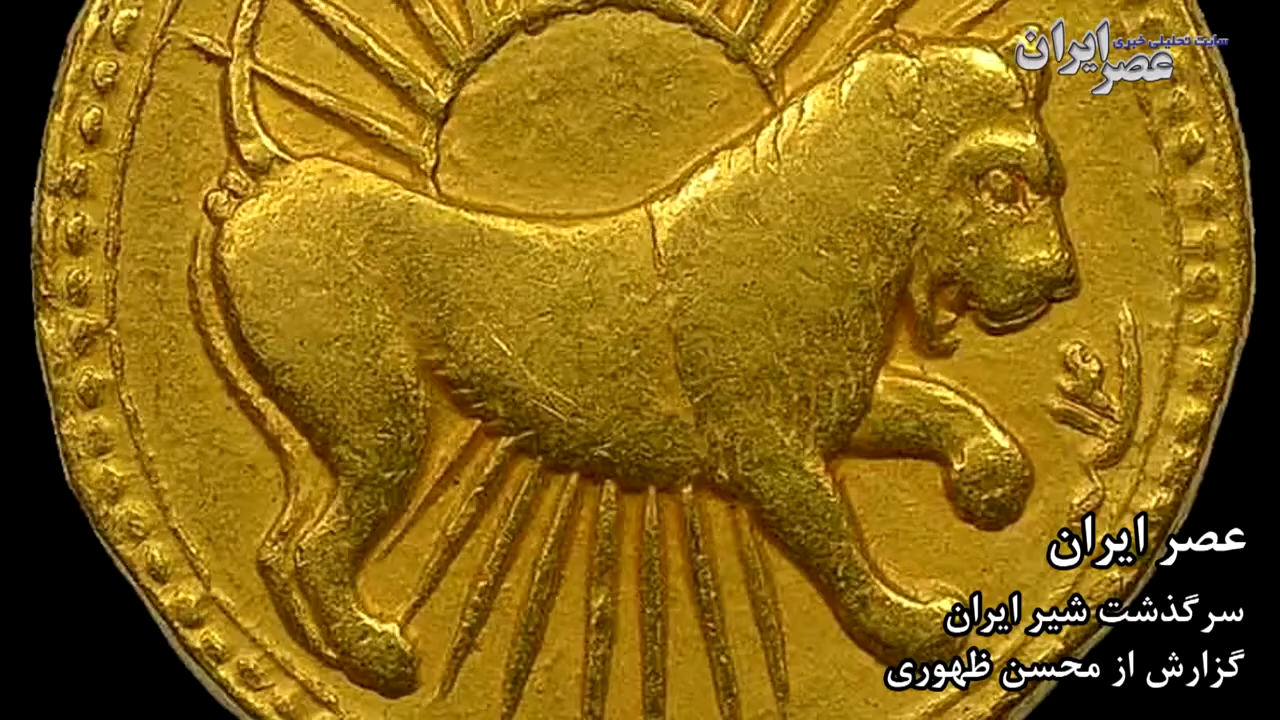 سایت تحلیلی خبری
عصر ایران
عصر ایران
سرگذشت شیر ایران
گزارش از محسن ظهوری